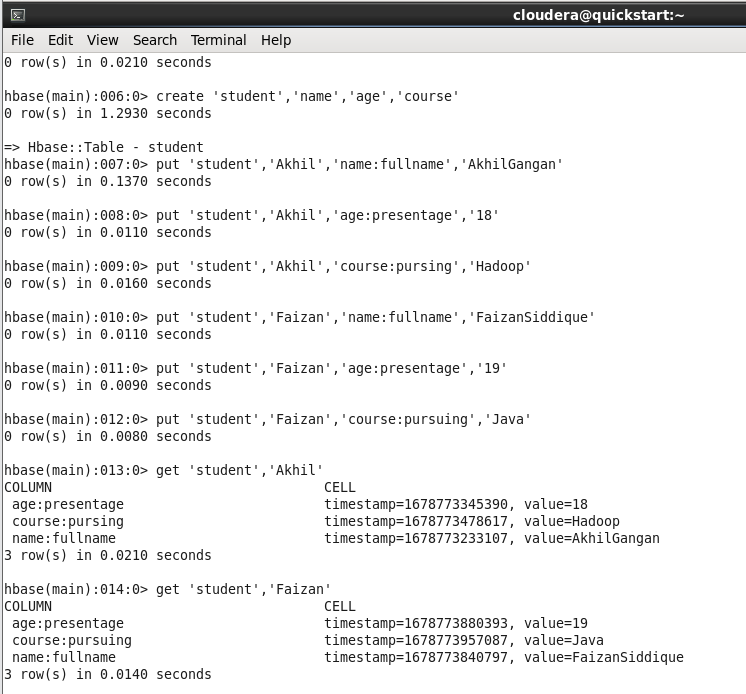 cloudera@quickstart:~
File Edit View Search Terminal Help
0 row(s) in 0.0210 seconds
hbase(main):006:0> create 'student','name','age','course'
0 row(s) in 1.2930 seconds
=> Hbase::Table - student
hbase(main):007:0> put 'student','Akhil','name:fullname','AkhilGangan'
0 row(s) in 0.1370 seconds
hbase(main):008:0> put 'student','Akhil','age:presentage','18'
0 row(s) in 0.0110 seconds
hbase(main):009:0> put 'student','Akhil','course:pursing','Hadoop'
0 row(s) in 0.0160 seconds
hbase(main):010:0> put 'student','Faizan','name:fullname','FaizanSiddique'
0 row(s) in 0.0110 seconds
hbase(main):011:0> put 'student','Faizan','age:presentage','19'
0 row(s) in 0.0090 seconds
hbase(main):012:0> put 'student','Faizan','course:pursuing','Java'
0 row(s) in 0.0080 seconds
hbase(main):013:0> get 'student','Akhil'
COLUMN CELL
age:presentage timestamp=1678773345390, value=18
course:pursing timestamp=1678773478617, value=Hadoop
name:fullname timestamp=1678773233107, value=AkhilGangan
3 row(s) in 0.0210 seconds
hbase(main):014:0> get 'student','Faizan'
COLUMN CELL
age:presentage timestamp=1678773880393, value=19
course:pursuing timestamp=1678773957087, value=Java
name:fullname timestamp=1678773840797, value=FaizanSiddique
3 row(s) in 0.0140 seconds